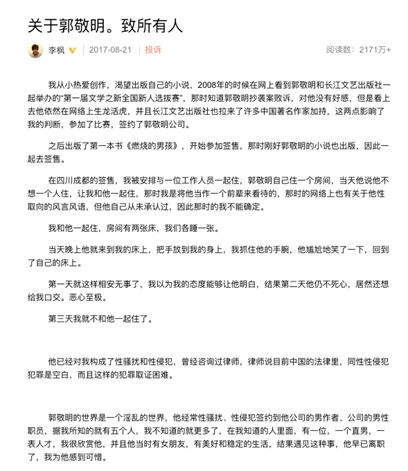 关于郭敬明。致所有人
李枫 | 2017-08-21 | 投诉 阅读数：2171万+
我从小热爱创作，渴望出版自己的小说，2008年的时候在网上看到郭敬明和长江文艺出版社一
起举办的“第一届文学之新全国新人选拔赛”，那时知道郭敬明抄袭案败诉，对他没有好感，但是看上
去他依然在网络上生龙活虎，并且长江文艺出版社也拉来了许多中国著名作家加持，这两点影响了
我的判断，参加了比赛，签约了郭敬明公司。
之后出版了第一本书《燃烧的男孩》，开始参加签售，那时刚好郭敬明的小说也出版，因此一
起去签售。
在四川成都的签售，我被安排与一位工作人员一起住，郭敬明自己住一个房间，当天他说他不
想一个人住，让我和他一起住，那时我是将他当作一个前辈来看待的，那时的网络上也有关于他性
取向的风言风语，但他自己从未承认过，因此那时的我不能确定。
我和他一起住，房间有两张床，我们各睡一张。
当天晚上他就来到我的床上，把手放到我的身上，我抓住他的手腕，他尴尬地笑了一下，回到
了自己的床上。
第一天就这样相安无事了，我以为我的态度能够让他明白，结果第二天他仍不死心，居然还想
给我口交。恶心至极。
第三天我就不和他一起住了。
他已经对我构成了性骚扰和性侵犯，曾经咨询过律师，律师说目前中国的法律里，同性性侵犯
犯罪是空白，而且这样的犯罪取证困难。
郭敬明的世界是一个淫乱的世界，他经常性骚扰、性侵犯签约到他公司的男作者、公司的男性
职员，据我所知的就有五个人，我不知道的就更多了，在我知道的人里面，有一位，一个直男，一
表人才，我很欣赏他，并且他当时有女朋友，有美好和稳定的生活，结果遇见这种事，他早已离职
了，我为他感到可惜。